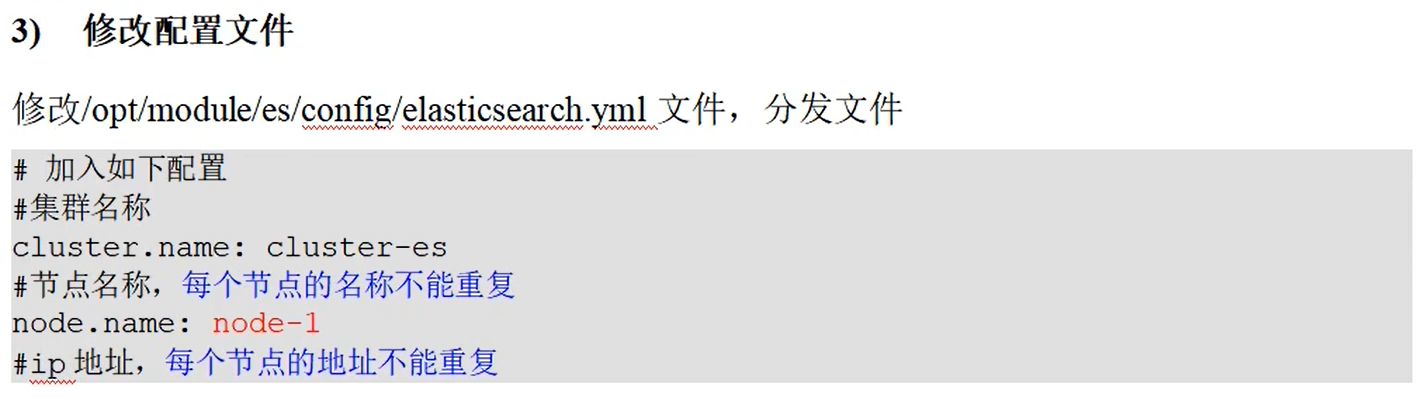 3) 修改配置文件
修改/opt/module/es/config/elasticsearch.yml 文件，分发文件
# 加入如下配置
#集群名称
cluster.name: cluster-es
#节点名称，每个节点的名称不能重复
node.name: node-1
#ip 地址，每个节点的地址不能重复